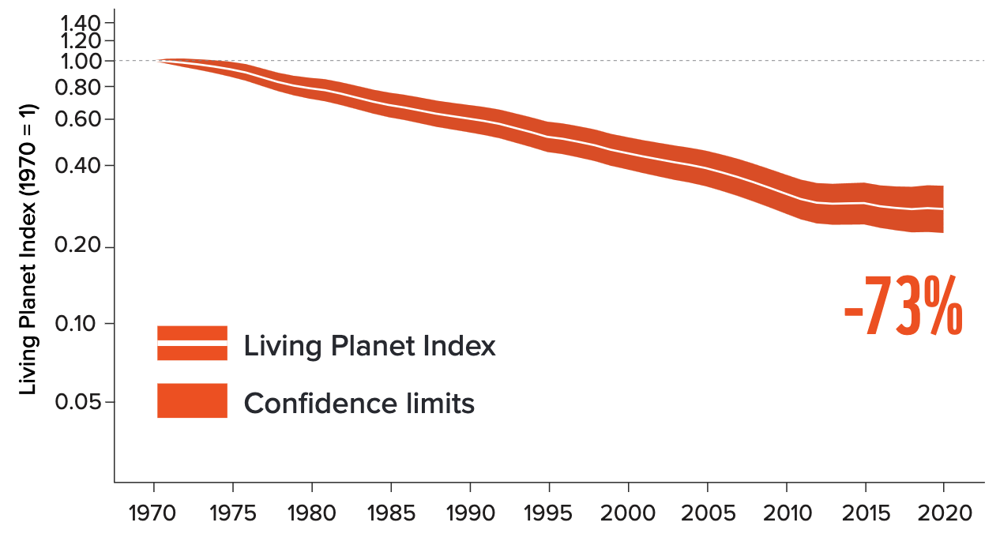 1.40
1.20
1.00
0.80
0.60
0.40
0.20
0.10
0.05
Living Planet Index (1970 = 1)
-73%
Living Planet Index
Confidence limits
1970 1975 1980 1985 1990 1995 2000 2005 2010 2015 2020